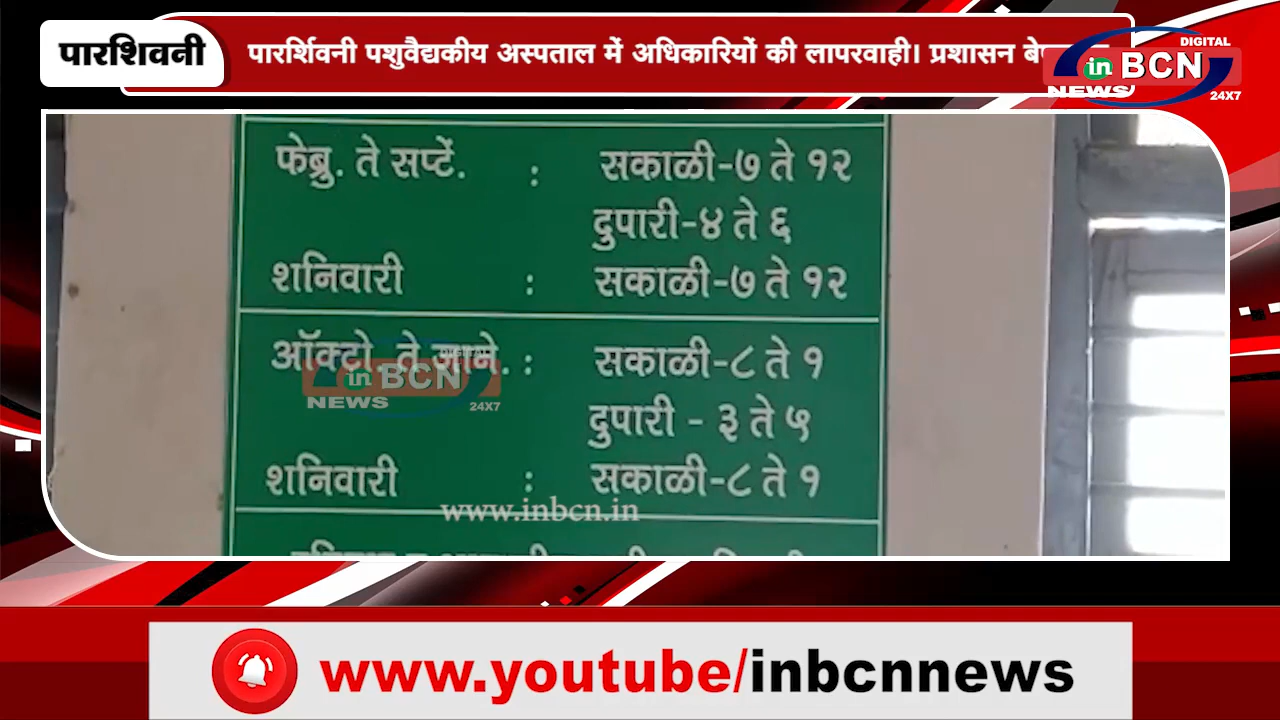 पारशिवनी
पारर्शिवनी पशुवैद्यकीय अस्पताल में अधिकारियों की लापरवाही। प्रशासन
DIGITAL
in BCN
NEWS
24X7
फेब्रु. ते सप्टें. : सकाळी-७ ते १२
दुपारी-४ ते ६
शनिवारी : सकाळी-७ ते १२
ऑक्टो. ते जाने. : सकाळी-८ ते १
DIGITAL
in BCN
NEWS
24X7
दुपारी - ३ ते ५
शनिवारी : सकाळी-८ ते १
www.inbcn.in
www.youtube/inbcnnews